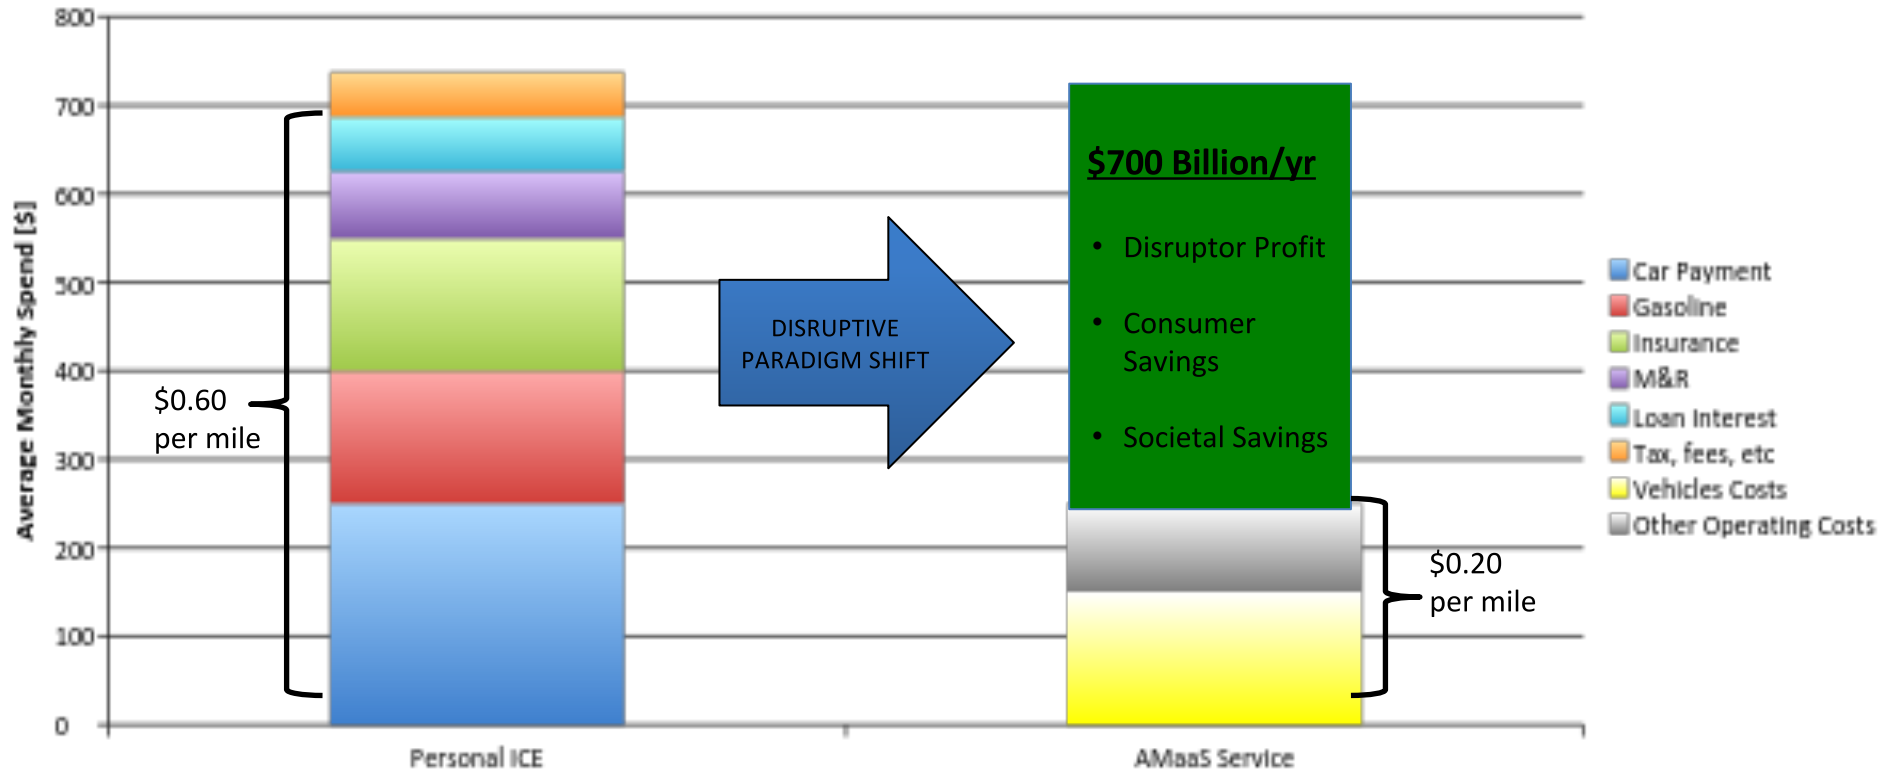 800
700
600
500
400
300
200
100
0
Average Monthly Spend [$]
$0.60
per mile
DISRUPTIVE
PARADIGM SHIFT
$700 Billion/yr
• Disruptor Profit
• Consumer
Savings
• Societal Savings
$0.20
per mile
Personal ICE
AMaaS Service
Car Payment
Gasoline
Insurance
M&R
Loan Interest
Tax, fees, etc
Vehicles Costs
Other Operating Costs